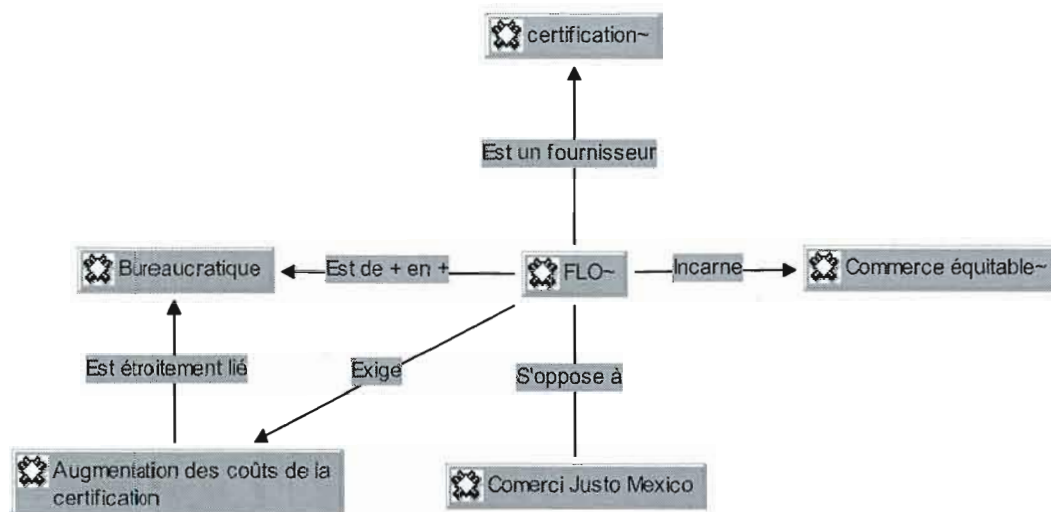 certification~
Est un fournisseur
Bureaucratique
Est de + en +
FLO~
Incarne
Commerce équitable~
Est étroitement lié
Exige
S'oppose à
Augmentation des coûts de la
certification
Comerci Justo Mexico